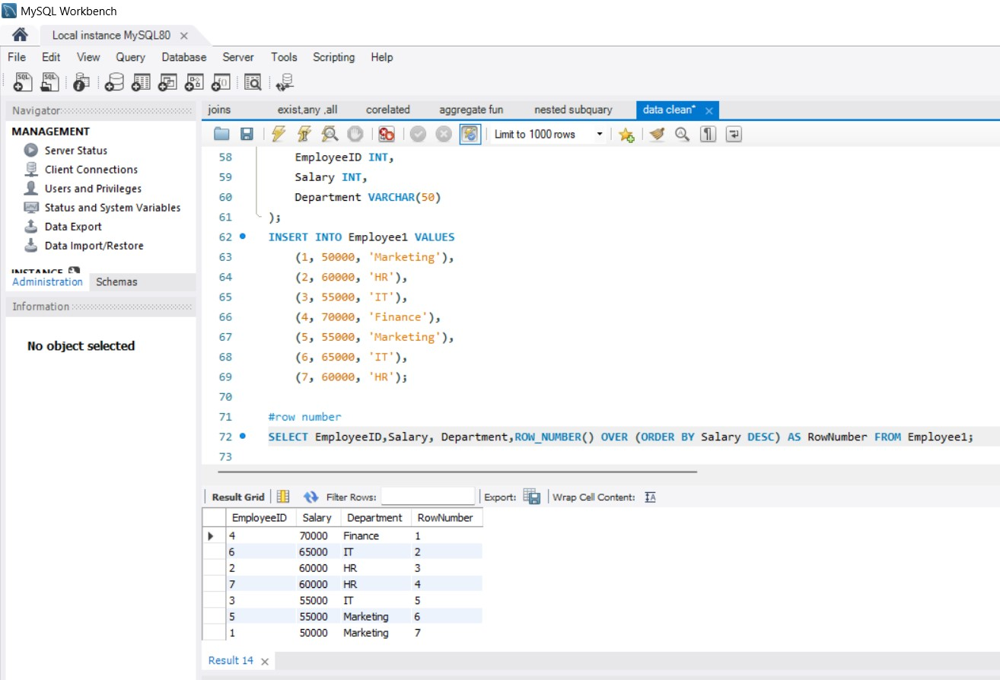 MySQL Workbench
Local instance MySQL80
File Edit View Query Database Server Tools Scripting Help
Navigator
MANAGEMENT
Server Status
Client Connections
Users and Privileges
Status and System Variables
Data Export
Data Import/Restore
INSTANCE
Administration Schemas
Information
No object selected
joins exist,any ,all corelated aggregate fun nested subquary data clean*
Limit to 1000 rows
58 EmployeeID INT,
59 Salary INT,
60 Department VARCHAR(50)
61 );
62 INSERT INTO Employee1 VALUES
63 (1, 50000, 'Marketing'),
64 (2, 60000, 'HR'),
65 (3, 55000, 'IT'),
66 (4, 70000, 'Finance'),
67 (5, 55000, 'Marketing'),
68 (6, 65000, 'IT'),
69 (7, 60000, 'HR');
70
71 #row number
72 SELECT EmployeeID,Salary, Department,ROW_NUMBER() OVER (ORDER BY Salary DESC) AS RowNumber FROM Employee1;
73
Result Grid Filter Rows: Export: Wrap Cell Content:
EmployeeID Salary Department RowNumber
4 70000 Finance 1
6 65000 IT 2
2 60000 HR 3
7 60000 HR 4
3 55000 IT 5
5 55000 Marketing 6
1 50000 Marketing 7
Result 14